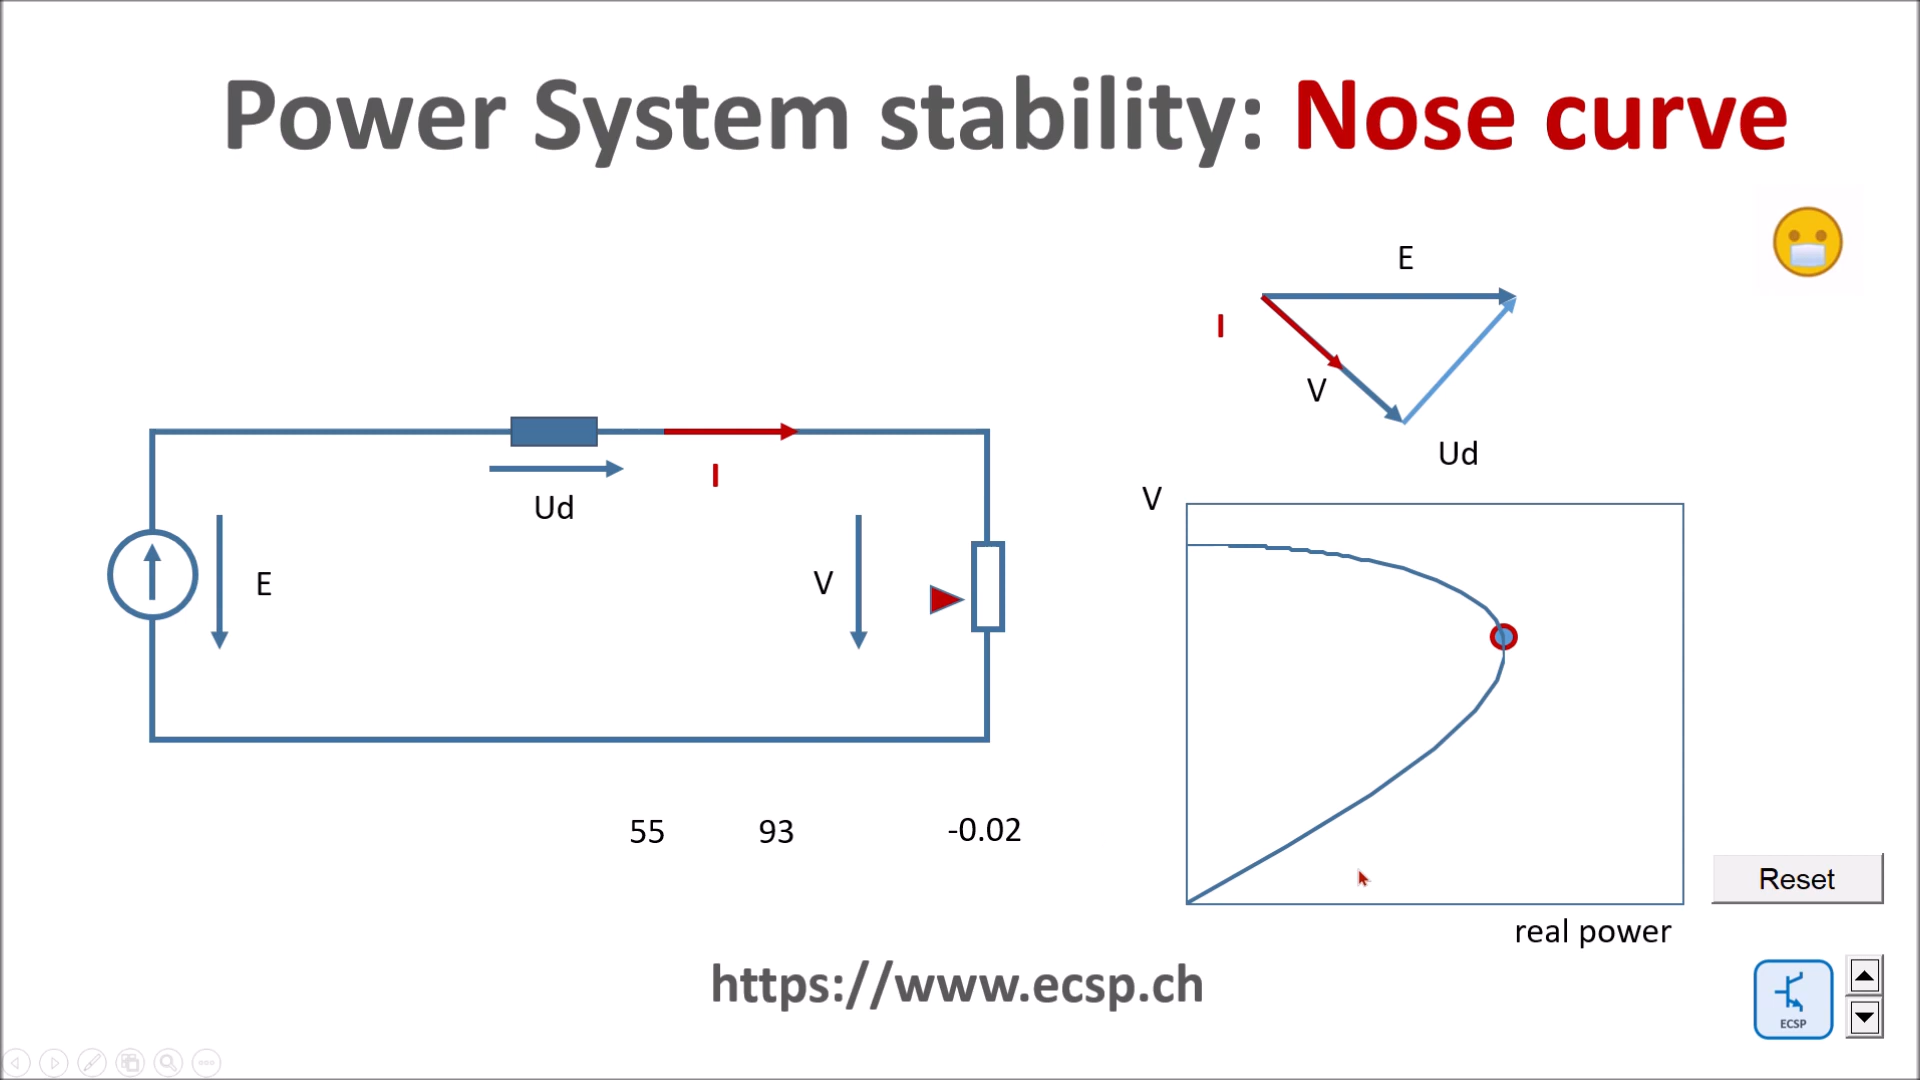 Power System stability: Nose curve
E
I
V
Ud
I
Ud
E
V
V
55 93 -0.02
Reset
real power
https://www.ecsp.ch
ECSP